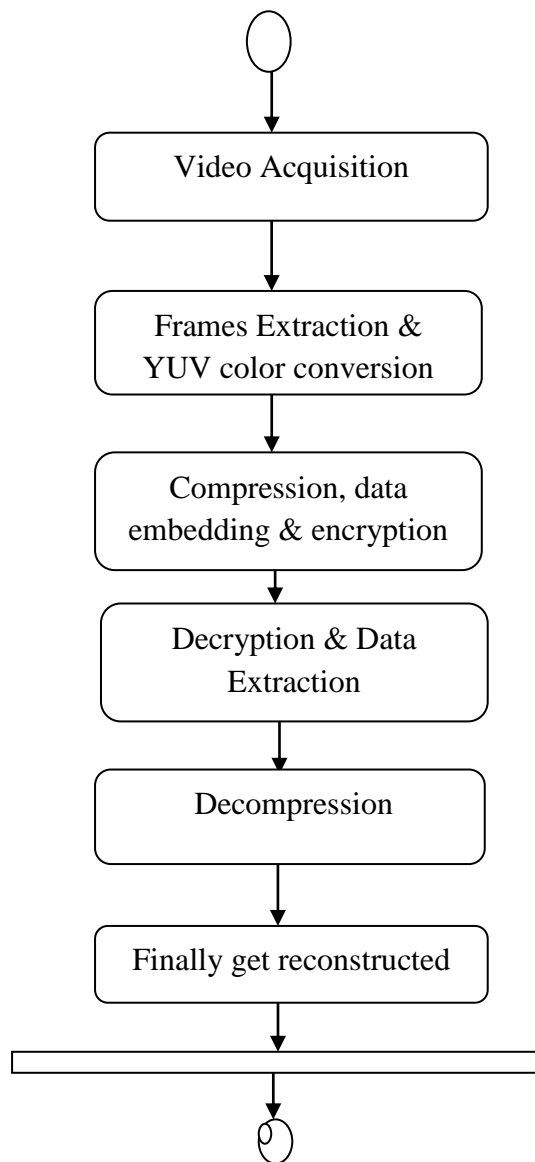 Video Acquisition
Frames Extraction &
YUV color conversion
Compression, data
embedding & encryption
Decryption & Data
Extraction
Decompression
Finally get reconstructed